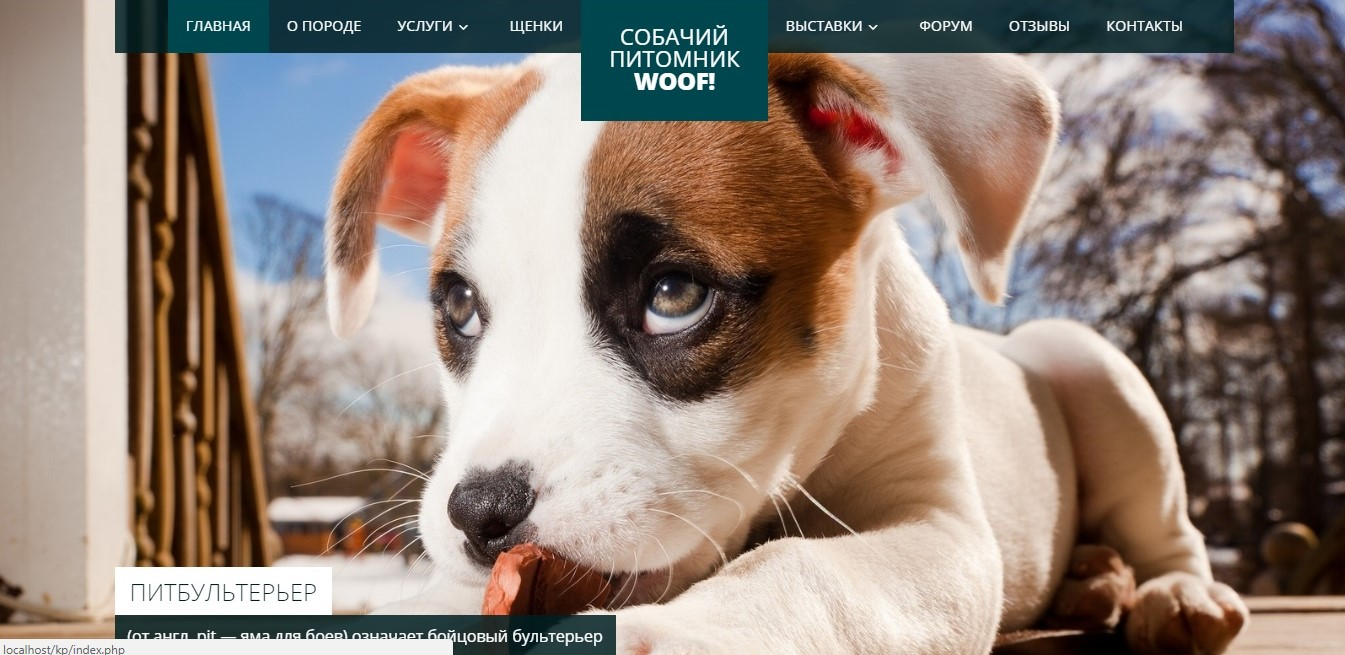 ГЛАВНАЯ О ПОРОДЕ УСЛУГИ ЩЕНКИ
СОБАЧИЙ
ПИТОМНИК
WOOF!
ВЫСТАВКИ ФОРУМ ОТЗЫВЫ КОНТАКТЫ
ПИТБУЛЬТЕРЬЕР
(от англ. pit — яма для боев) означает бойцовый бультерьер
localhost/kp/index.php